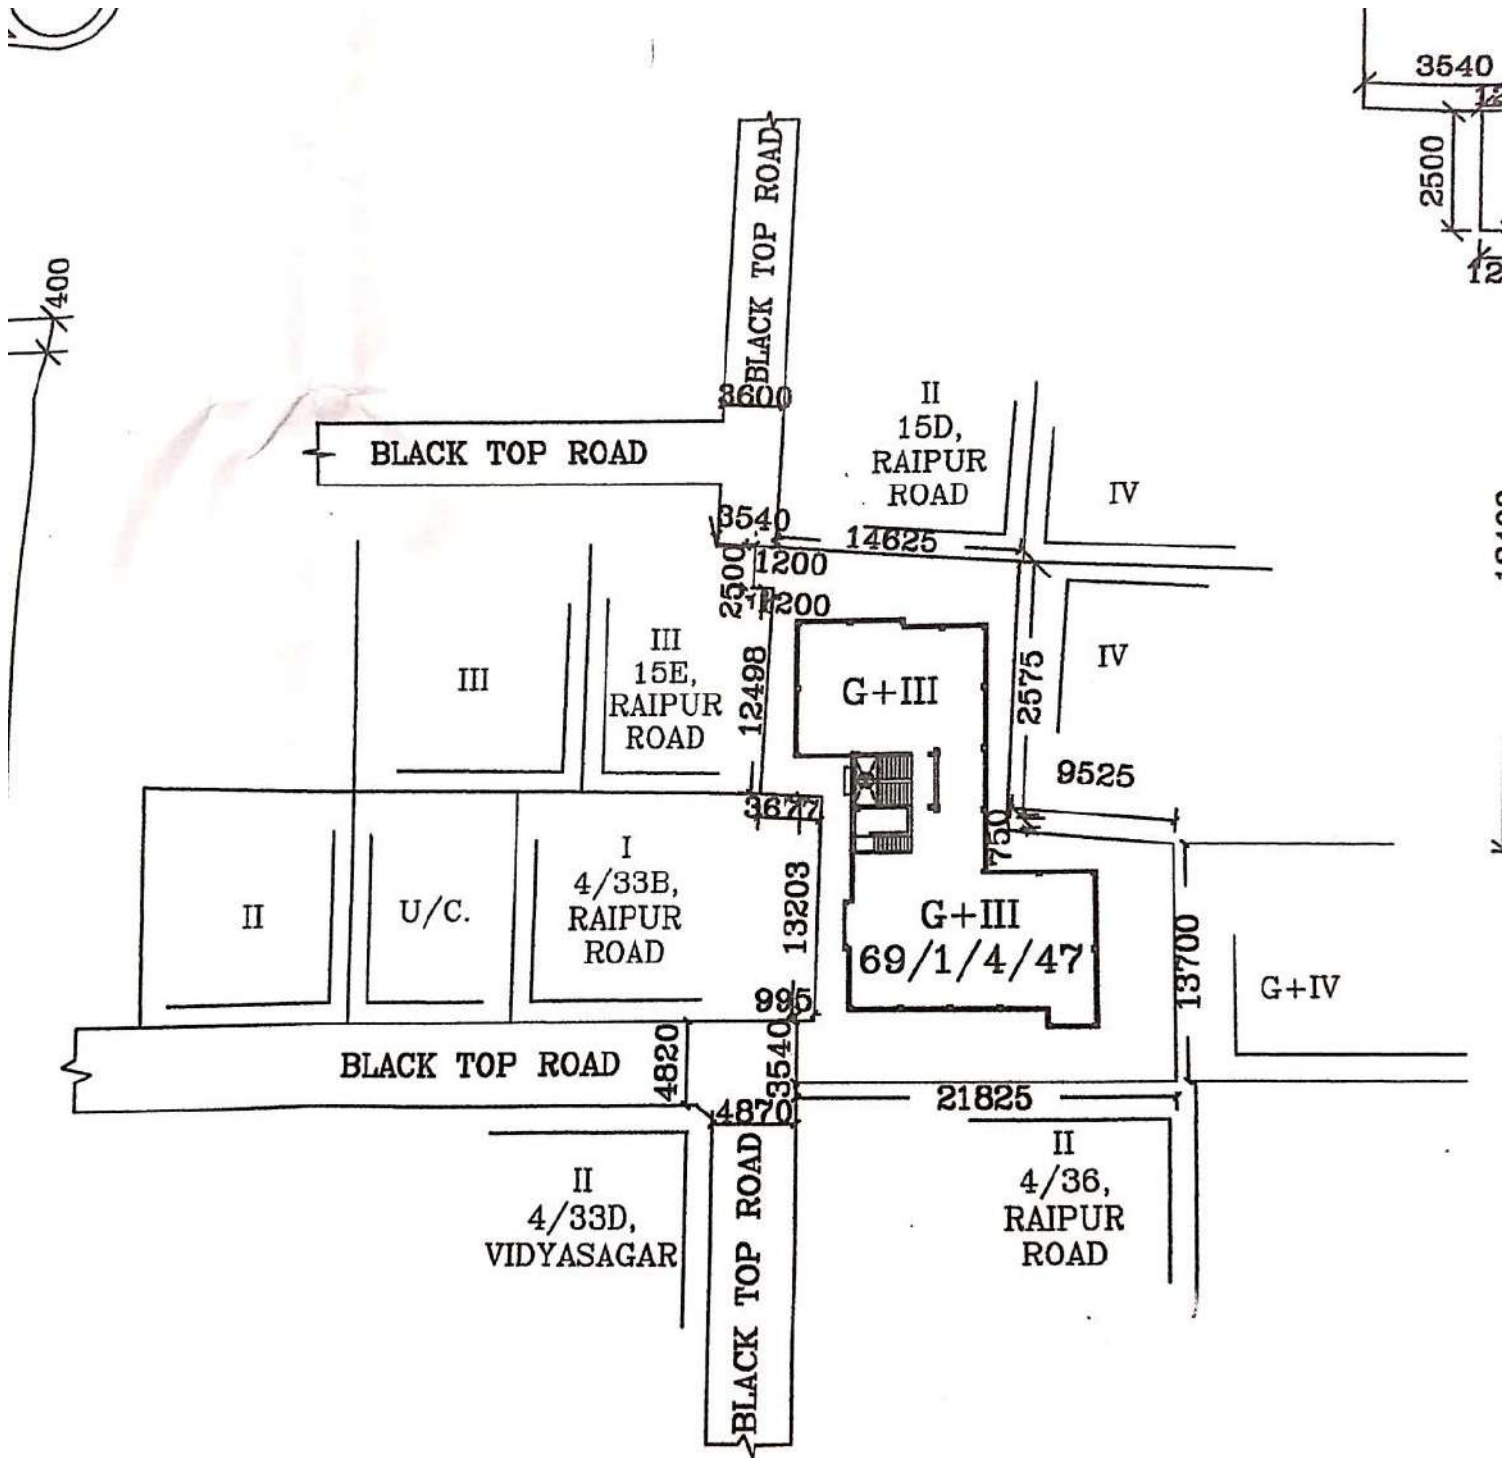 3540
2500
400
BLACK TOP ROAD
3600
BLACK TOP ROAD
II
15D,
RAIPUR
ROAD
IV
3540
14625
2500
1200
1200
III
III
15E,
RAIPUR
ROAD
12498
G+III
2575
IV
9525
3677
750
II
U/C.
I
4/33B,
RAIPUR
ROAD
13203
G+III
69/1/4/47
13700
G+IV
995
BLACK TOP ROAD
4820
3540
4870
21825
II
4/33D,
VIDYASAGAR
BLACK TOP ROAD
II
4/36,
RAIPUR
ROAD